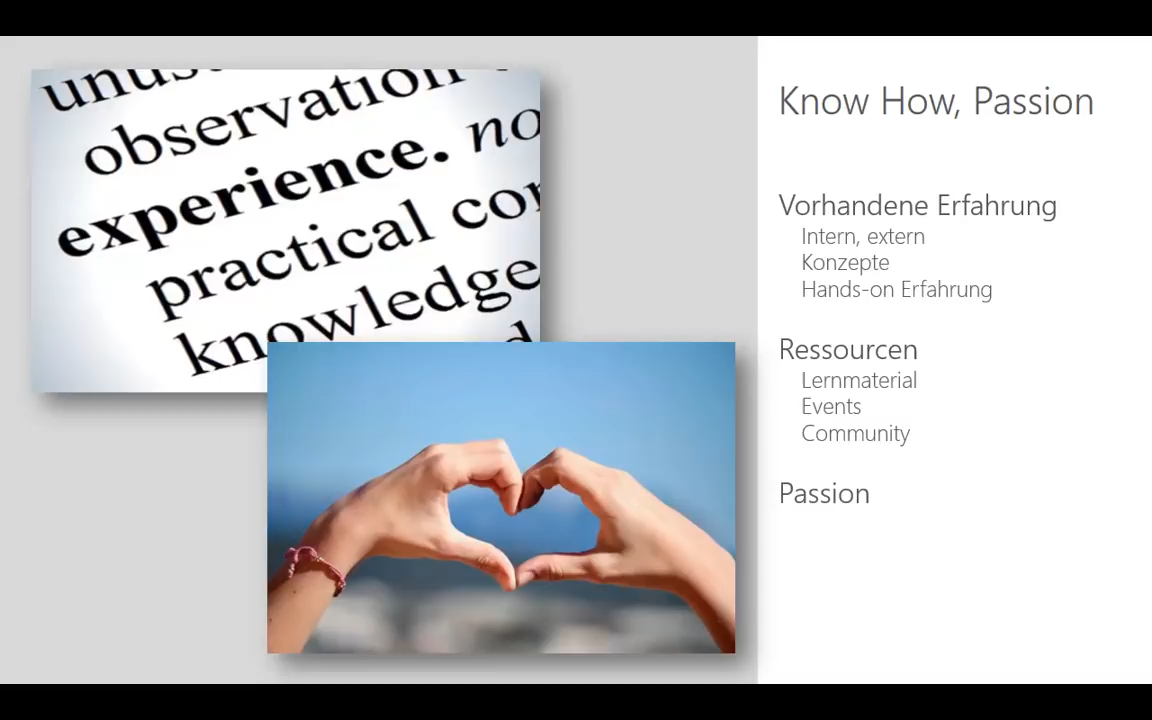 observation
experience. no
practical
knowledge
Know How, Passion
Vorhandene Erfahrung
Intern, extern
Konzepte
Hands-on Erfahrung
Ressourcen
Lernmaterial
Events
Community
Passion